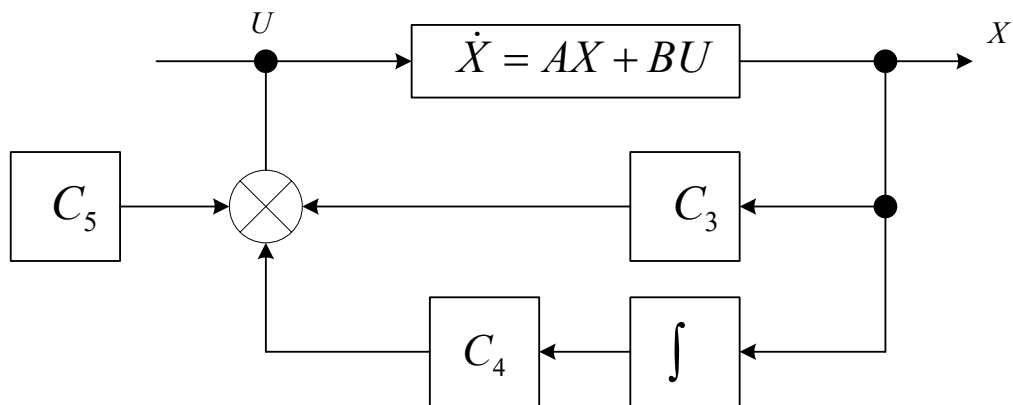 U
X
Ẋ = AX + BU
C₅
C₃
C₄
∫